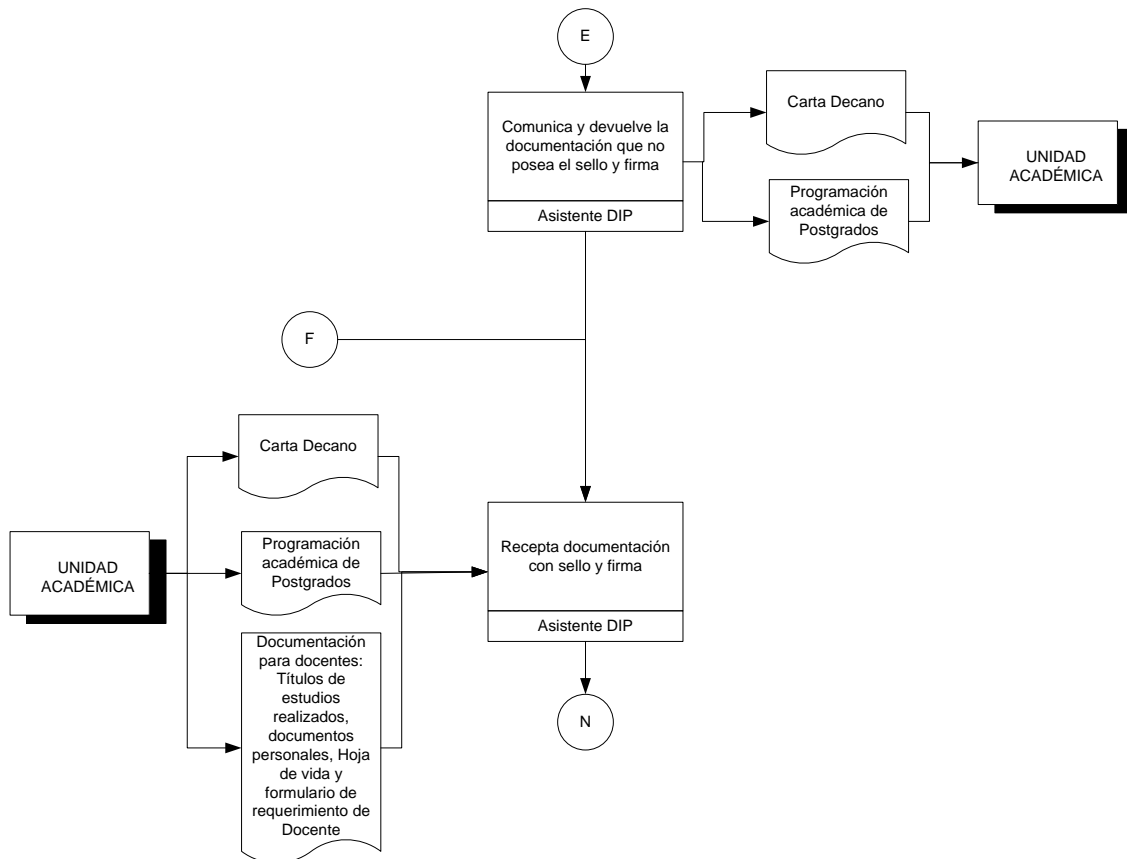 E
Comunica y devuelve la
documentación que no
posea el sello y firma
Asistente DIP
Carta Decano
Programación
académica de
Postgrados
UNIDAD
ACADÉMICA
F
Carta Decano
Programación
académica de
Postgrados
Documentación
para docentes:
Títulos de
estudios
realizados,
documentos
personales, Hoja
de vida y
formulario de
requerimiento de
Docente
UNIDAD
ACADÉMICA
Recepta documentación
con sello y firma
Asistente DIP
N